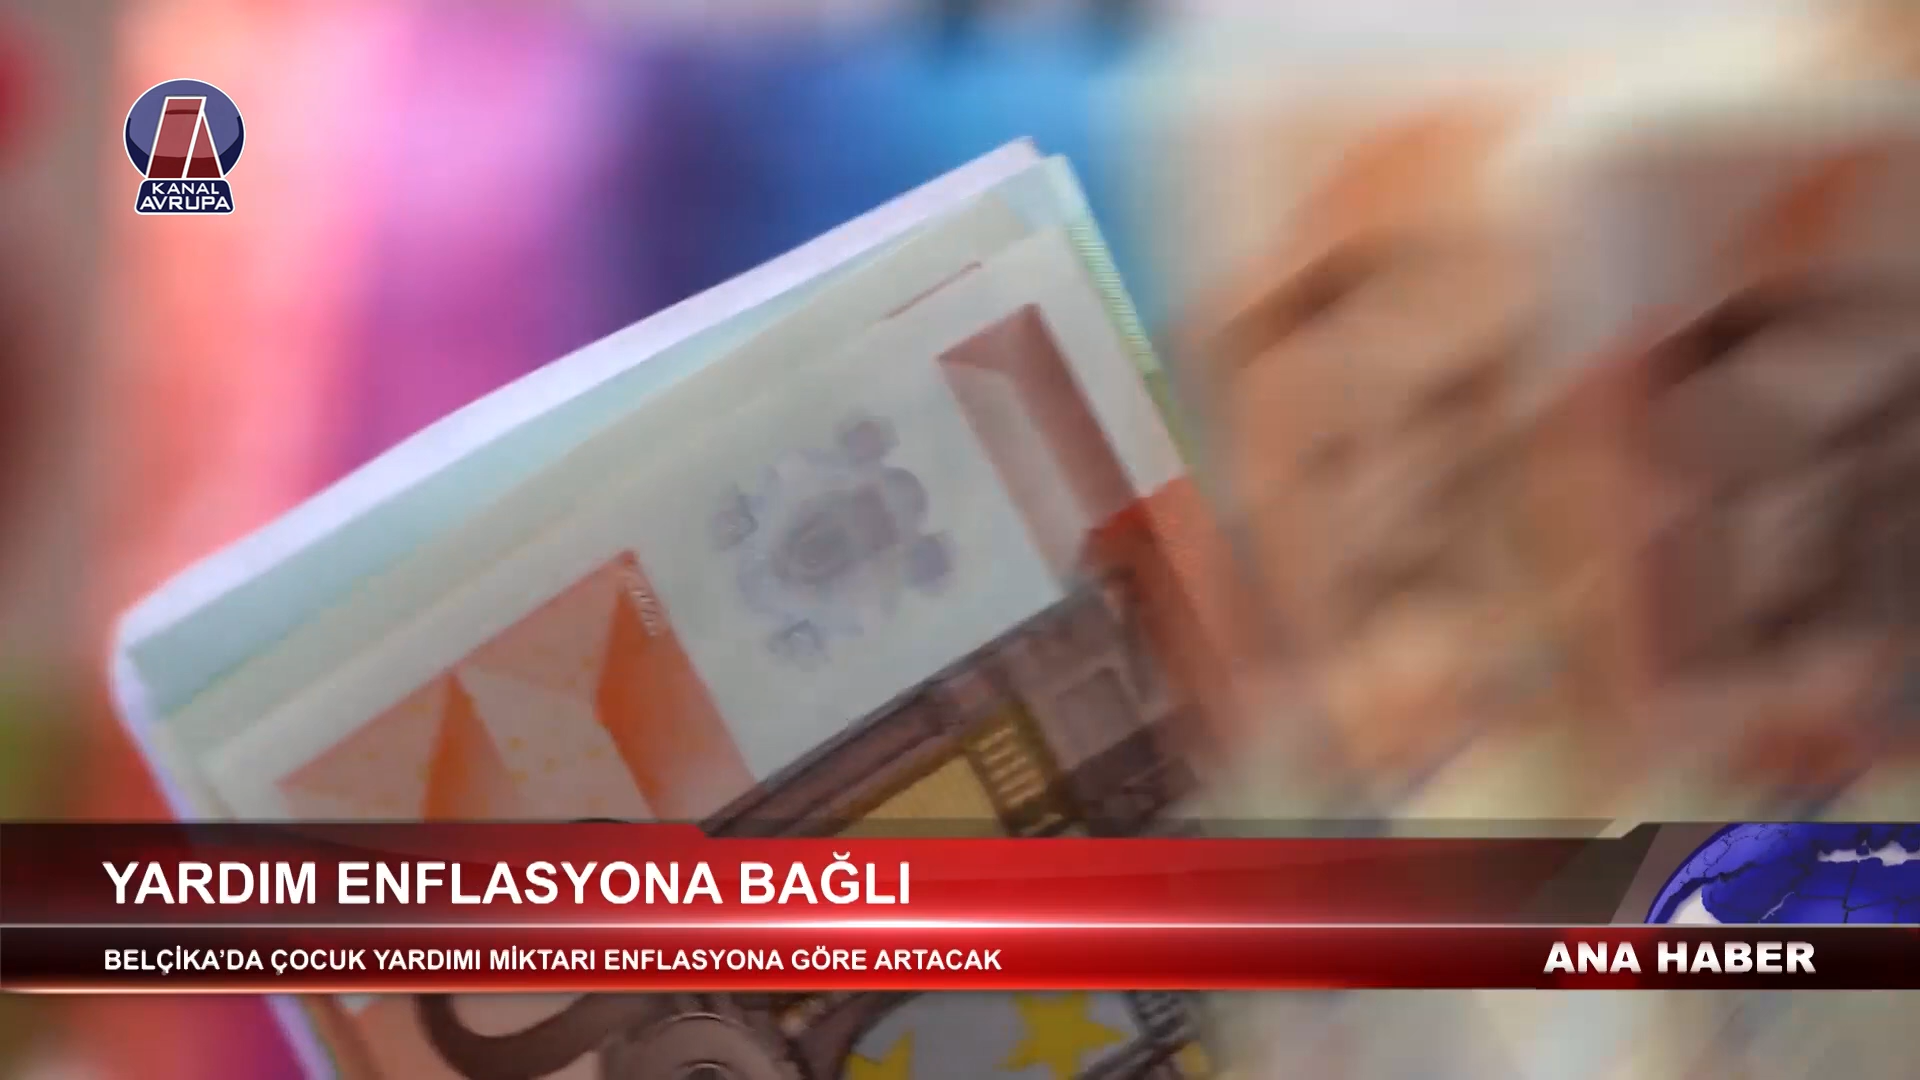 KANAL
AVRUPA
YARDIM ENFLASYONA BAĞLI
BELÇİKA'DA ÇOCUK YARDIMI MİKTARI ENFLASYONA GÖRE ARTACAK
ANA HABER